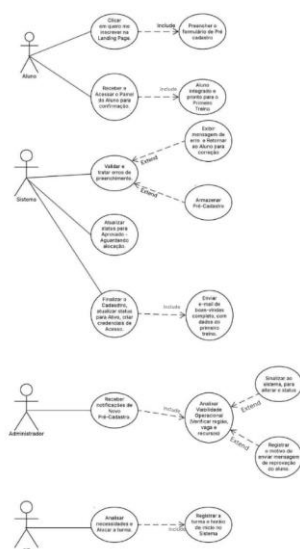 Clicar
em quero me
inscrever na
Landing Page.
Include
Preencher o
formulário de Pré
cadastro
Aluno
Receber e
Acessar o Painel
do Aluno para
confirmação.
Include
Aluno
integrado e
pronto para o
Primeiro
Treino.
Exibir
mensagem de
erro e Retornar
ao Aluno para
correção
Extend
Sistema
Validar e
tratar erros de
preenchimento.
Extend
Armazenar
Pré-Cadastro
Atualizar
status para
Aprovado -
Aguardando
alocação.
Finalizar o
Cadastro,
atualizar status
para Ativo, criar
credenciais de
Acesso.
Include
Enviar
e-mail de
boas-vindas
completo, com
dados do
primeiro
treino.
Sinalizar ao
sistema, para
alterar o status
Extend
Administrador
Receber
notificações de
Novo
Pré-Cadastro.
Include
Analisar
Viabilidade
Operacional
(Verificar região,
vaga e
recursos)
Extend
Registrar
o motivo e
enviar mensagem
de reprovação
ao aluno.
Analisar
necessidades e
Alocar a turma.
Include
Registrar a
turma e
de início no
Sistema